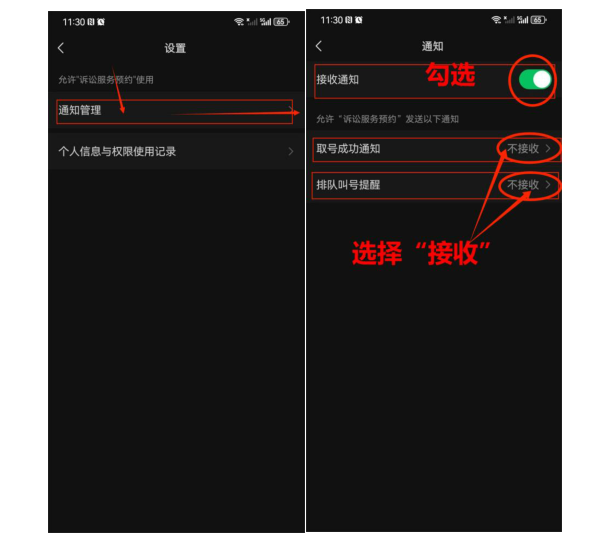 11:30
65
设置
允许"诉讼服务预约"使用
通知管理
个人信息与权限使用记录
11:30
65
通知
接收通知
勾选
允许“诉讼服务预约”发送以下通知
取号成功通知
不接收
排队叫号提醒
不接收
选择“接收”